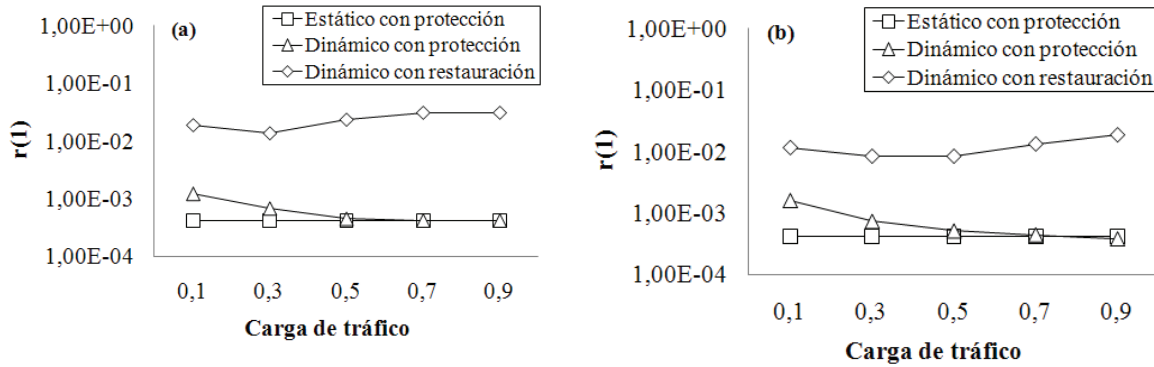 (a)
Estático con protección
Dinámico con protección
Dinámico con restauración
1,00E+00
1,00E-01
1,00E-02
1,00E-03
1,00E-04
r(1)
0,1 0,3 0,5 0,7 0,9
Carga de tráfico
(b)
Estático con protección
Dinámico con protección
Dinámico con restauración
1,00E+00
1,00E-01
1,00E-02
1,00E-03
1,00E-04
r(1)
0,1 0,3 0,5 0,7 0,9
Carga de tráfico